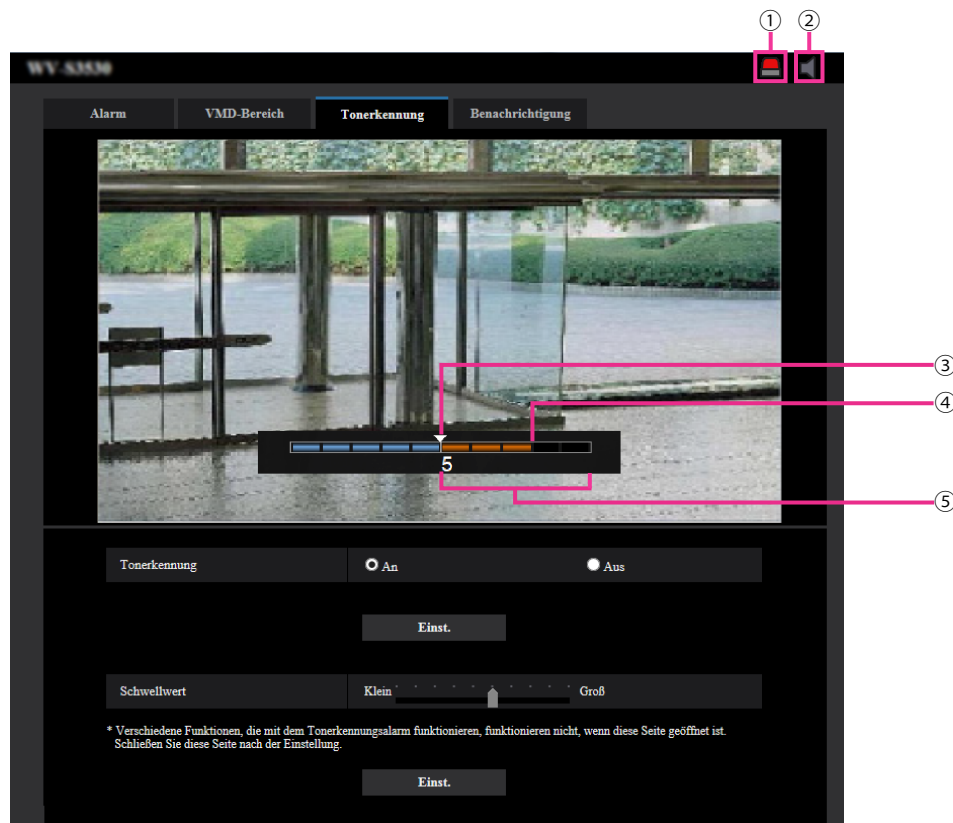 ① ②
WV-S3530
Alarm VMD-Bereich Tonerkennung Benachrichtigung
③
④
5
⑤
Tonerkennung An Aus
Einst.
Schwellwert Klein Groß
* Verschiedene Funktionen, die mit dem Tonerkennungsalarm funktionieren, funktionieren nicht, wenn diese Seite geöffnet ist.
Schließen Sie diese Seite nach der Einstellung.
Einst.